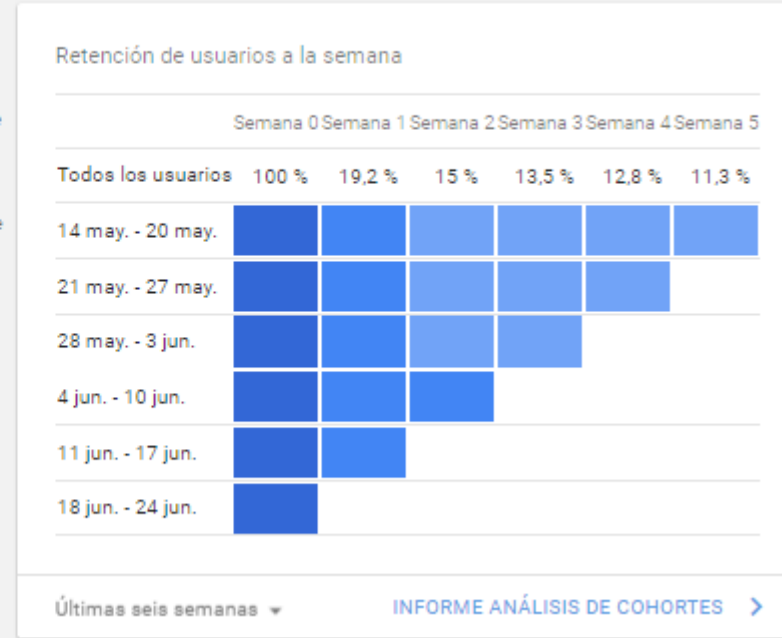 Retención de usuarios a la semana
Semana 0 Semana 1 Semana 2 Semana 3 Semana 4 Semana 5
Todos los usuarios 100 % 19,2 % 15 % 13,5 % 12,8 % 11,3 %
14 may. - 20 may.
21 may. - 27 may.
28 may. - 3 jun.
4 jun. - 10 jun.
11 jun. - 17 jun.
18 jun. - 24 jun.
Últimas seis semanas INFORME ANÁLISIS DE COHORTES